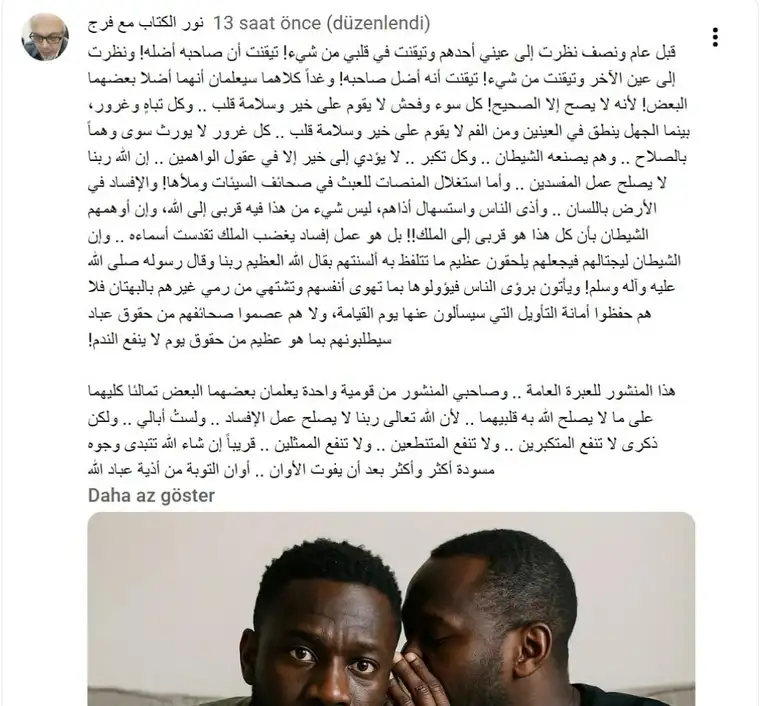 نور الكتاب مع فرج 13 saat önce (düzenlendi)
قبل عام ونصف نظرت إلى عيني أحدهم وتيقنت في قلبي من شيء! تيقنت أن صاحبه أضله! ونظرت
إلى عين الآخر وتيقنت من شيء! تيقنت أنه أضل صاحبه! وغداً كلاهما سيعلمان أنهما أضلا بعضهما
البعض! لأنه لا يصح إلا الصحيح! كل سوء وفحش لا يقوم على خير وسلامة قلب .. وكل تباهٍ وغرور،
بينما الجهل ينطق في العينين ومن الفم لا يقوم على خير وسلامة قلب .. كل غرور لا يورث سوى وهماً
بالصلاح .. وهم يصنعه الشيطان .. وكل تكبر .. لا يؤدي إلى خير إلا في عقول الواهمين .. إن الله ربنا
لا يصلح عمل المفسدين .. وأما استغلال المنصات للعبث في صحائف السيئات وملأها! والإفساد في
الأرض باللسان .. وأذى الناس واستسهال أذاهم، ليس شيء من هذا فيه قربى إلى الله، وإن أوهمهم
الشيطان بأن كل هذا هو قربى إلى الملك!! بل هو عمل إفساد يغضب الملك تقدست أسماءه .. وإن
الشيطان ليجتالهم فيجعلهم يلحقون عظيم ما تتلفظ به ألسنتهم بقال الله العظيم ربنا وقال رسوله صلى الله
عليه وآله وسلم! ويأتون برؤى الناس فيؤولوها بما تهوى أنفسهم وتشتهي من رمي غيرهم بالبهتان فلا
هم حفظوا أمانة التأويل التي سيسألون عنها يوم القيامة، ولا هم عصموا صحائفهم من حقوق عباد
سيطلبونهم بما هو عظيم من حقوق يوم لا ينفع الندم!
هذا المنشور للعبرة العامة .. وصاحبي المنشور من قومية واحدة يعلمان بعضهما البعض تمالئا كليهما
على ما لا يصلح الله به قلبيهما .. لأن الله تعالى ربنا لا يصلح عمل الإفساد .. ولستُ أبالي .. ولكن
ذكرى لا تنفع المتكبرين .. ولا تنفع المتنطعين .. ولا تنفع الممثلين .. قريباً إن شاء الله تتبدى وجوه
مسودة أكثر وأكثر بعد أن يفوت الأوان .. أوان التوبة من أذية عباد الله
Daha az göster